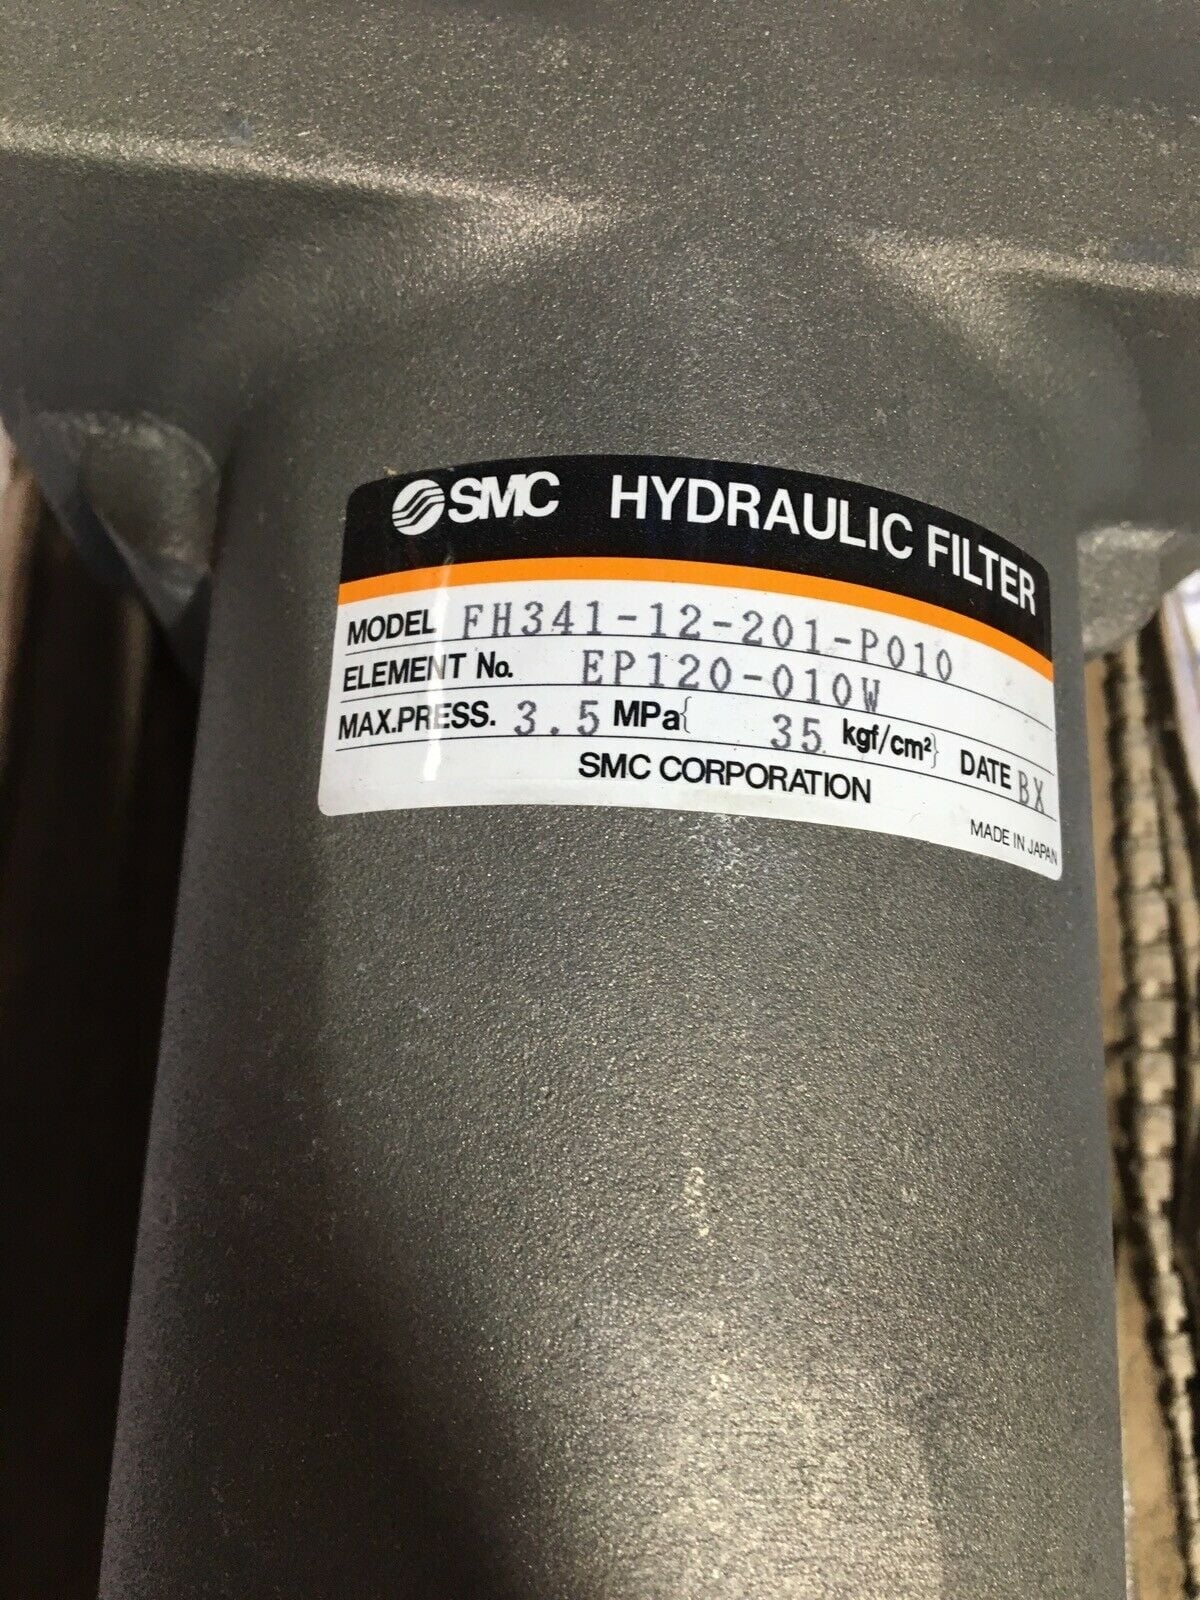 SMC HYDRAULIC FILTER
MODEL FH341-12-201-P010
ELEMENT No. EP120-010W
MAX.PRESS. 3.5 MPa{ 35 kgf/cm²} DATE BX
SMC CORPORATION
MADE IN JAPAN